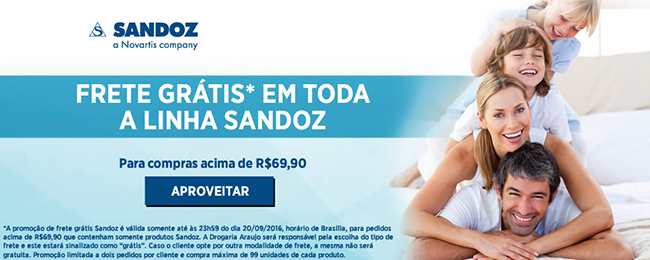 SANDOZ
a Novartis company
FRETE GRÁTIS* EM TODA
A LINHA SANDOZ
Para compras acima de R$69,90
APROVEITAR
*A promoção de frete grátis Sandoz é válida somente até às 23h59 do dia 20/09/2016, horário de Brasília, para pedidos
acima de R$69,90 que contenham somente produtos Sandoz. A Drogaria Araujo será responsável pela escolha do tipo de
frete e este estará sinalizado como "grátis". Caso o cliente opte por outra modalidade de frete, a mesma não será
gratuita. Promoção limitada a dois pedidos por cliente e compra máxima de 99 unidades de cada produto.